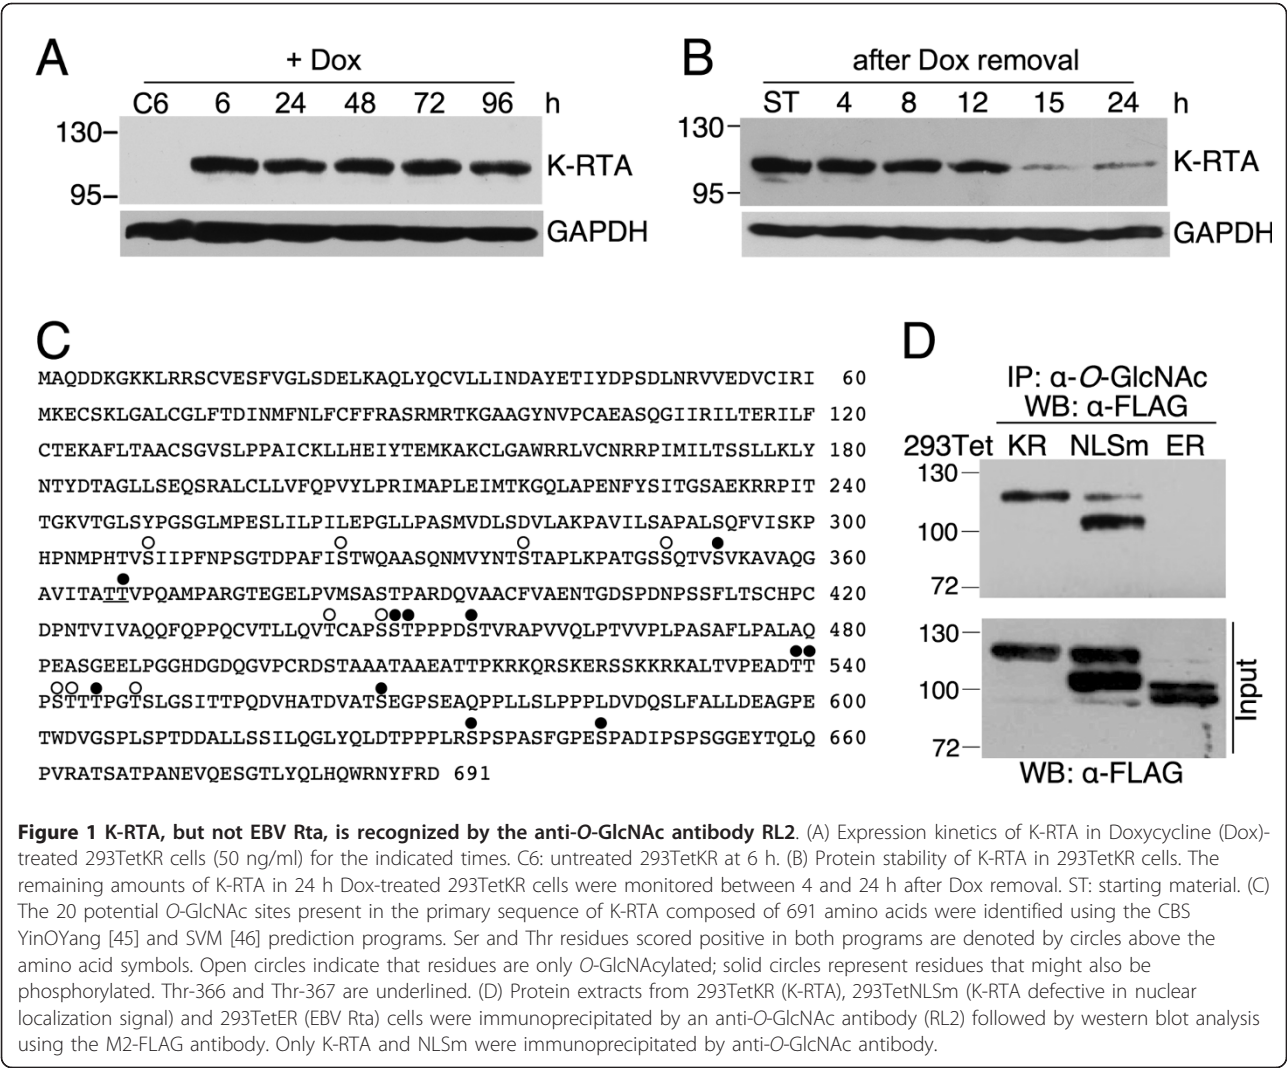 A
+ Dox
C6 6 24 48 72 96 h
130
K-RTA
95
GAPDH
B
after Dox removal
ST 4 8 12 15 24 h
130
K-RTA
95
GAPDH
C
MAQDDKGKKLRRSCVESFVGLSDELKAQLYQCVLLINDAYETIYDPSDLNRVVEDVCIRI 60
MKECSKLGALCGLFTDINMFNLFCFFRASRMRTKGAAGYNVPCAEASQGIIRILTERILF 120
CTEKAFLTAACSGVSLPPAICKLLHEIYTEMKAKCLGAWRRLVCNRRPIMILTSSLLKLY 180
NTYDTAGLLSEQSRALCLLVFQPVYLPRIMAPLEIMTKGQLAPENFYSITGSAEKRRPIT 240
TGKVTGLSYPGSGLMPESLILPILEPGLLPASMVDLSDVLAKPAVILSAPALSQFVISKP 300
HPNMPHTVSIIPFNPSGTDPAFISTWQAASQNMVYNTSTAPLKPATGSSQTVSVKAVAQG 360
AVITATTVPQAMPARGTEGELPVMSASTPARDQVAACFVAENTGDSPDNPSSFLTSCHPC 420
DPNTVIVAQQFQPPQCVTLLQVTCAPSSTPPPDSTVRAPVVQLPTVVPLPASAFLPALAQ 480
PEASGEELPGGHDGDQGVPCRDSTAAATAAEATTPKRKQRSKERSSKKRKALTVPEADTT 540
PSTTTPGTSLGSITTPQDVHATDVATSEGPSEAQPPLLSLPPPLDVDQSLFALLDEAGPE 600
TWDVGSPLSPTDDALLSSILQGLYQLDTPPPLRSPSPASFGPESPADIPSPSGGEYTQLQ 660
PVRATSATPANEVQESGTLYQLHQWRNYFRD 691
D
IP: α-O-GlcNAc
WB: α-FLAG
293Tet KR NLSm ER
130
100
72
130
100
72
Input
WB: α-FLAG
Figure 1 K-RTA, but not EBV Rta, is recognized by the anti-O-GlcNAc antibody RL2. (A) Expression kinetics of K-RTA in Doxycycline (Dox)-
treated 293TetKR cells (50 ng/ml) for the indicated times. C6: untreated 293TetKR at 6 h. (B) Protein stability of K-RTA in 293TetKR cells. The
remaining amounts of K-RTA in 24 h Dox-treated 293TetKR cells were monitored between 4 and 24 h after Dox removal. ST: starting material. (C)
The 20 potential O-GlcNAc sites present in the primary sequence of K-RTA composed of 691 amino acids were identified using the CBS
YinOYang [45] and SVM [46] prediction programs. Ser and Thr residues scored positive in both programs are denoted by circles above the
amino acid symbols. Open circles indicate that residues are only O-GlcNAcylated; solid circles represent residues that might also be
phosphorylated. Thr-366 and Thr-367 are underlined. (D) Protein extracts from 293TetKR (K-RTA), 293TetNLSm (K-RTA defective in nuclear
localization signal) and 293TetER (EBV Rta) cells were immunoprecipitated by an anti-O-GlcNAc antibody (RL2) followed by western blot analysis
using the M2-FLAG antibody. Only K-RTA and NLSm were immunoprecipitated by anti-O-GlcNAc antibody.